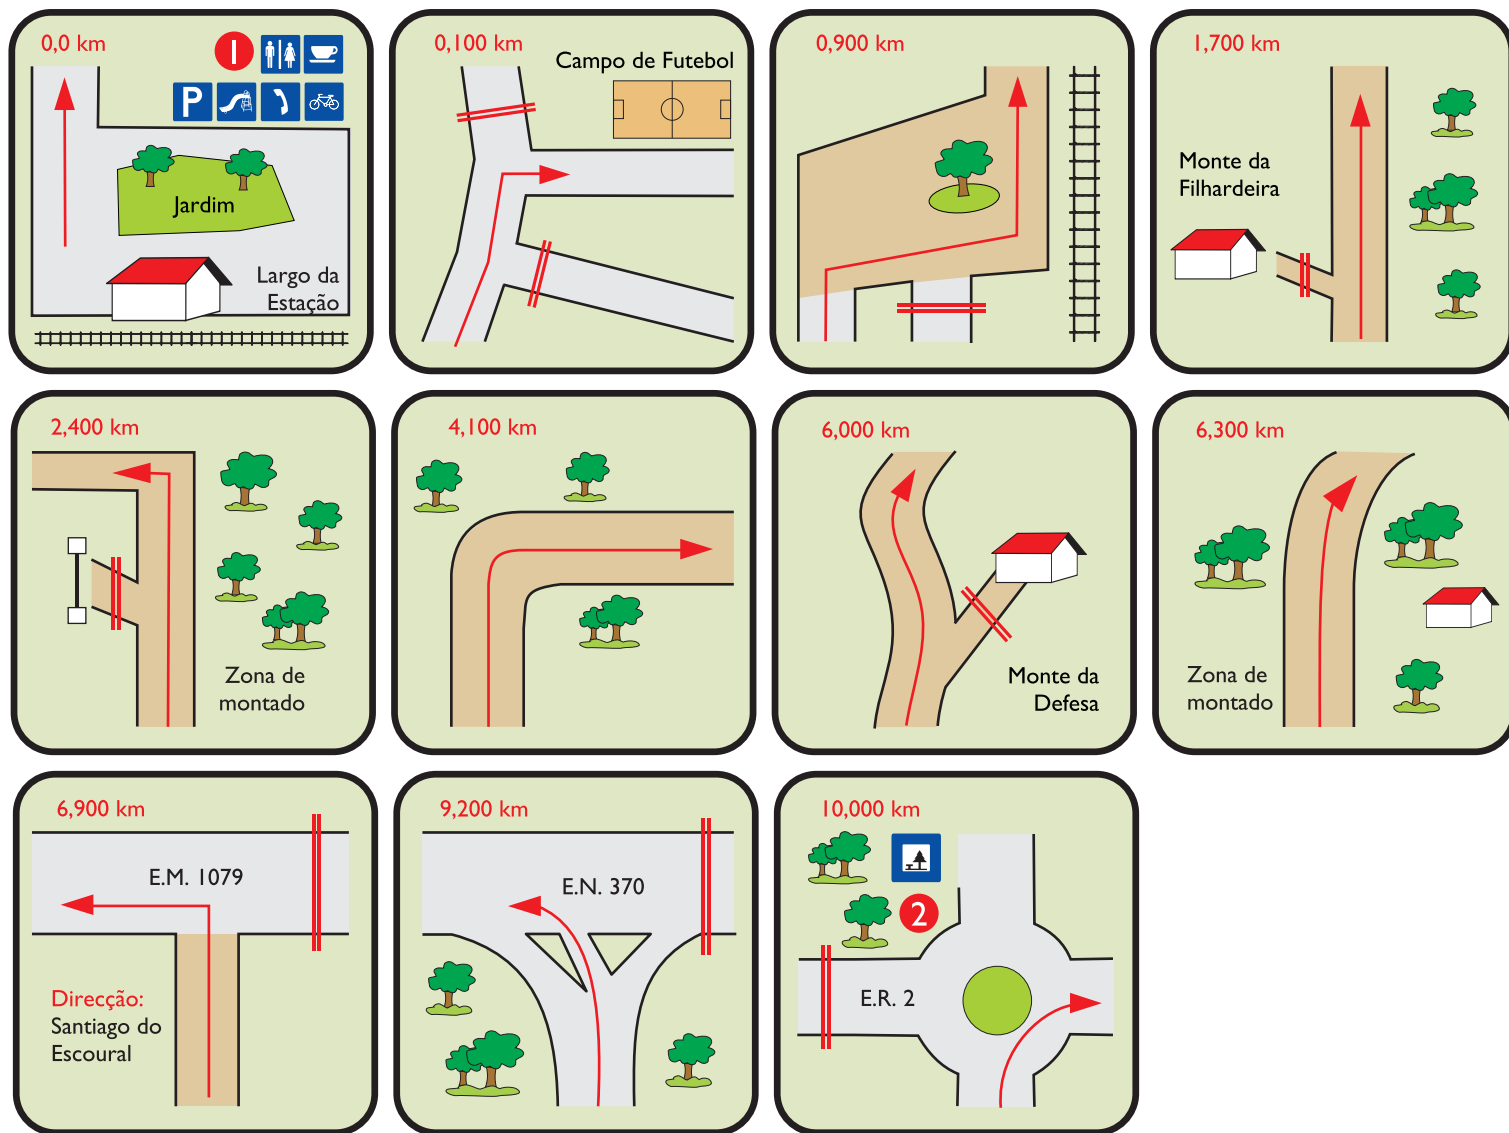 0,0 km
1
P
Jardim
Largo da
Estação
0,100 km
Campo de Futebol
0,900 km
1,700 km
Monte da
Filhardeira
2,400 km
Zona de
montado
4,100 km
6,000 km
Monte da
Defesa
6,300 km
Zona de
montado
6,900 km
E.M. 1079
Direcção:
Santiago do
Escoural
9,200 km
E.N. 370
10,000 km
2
E.R. 2